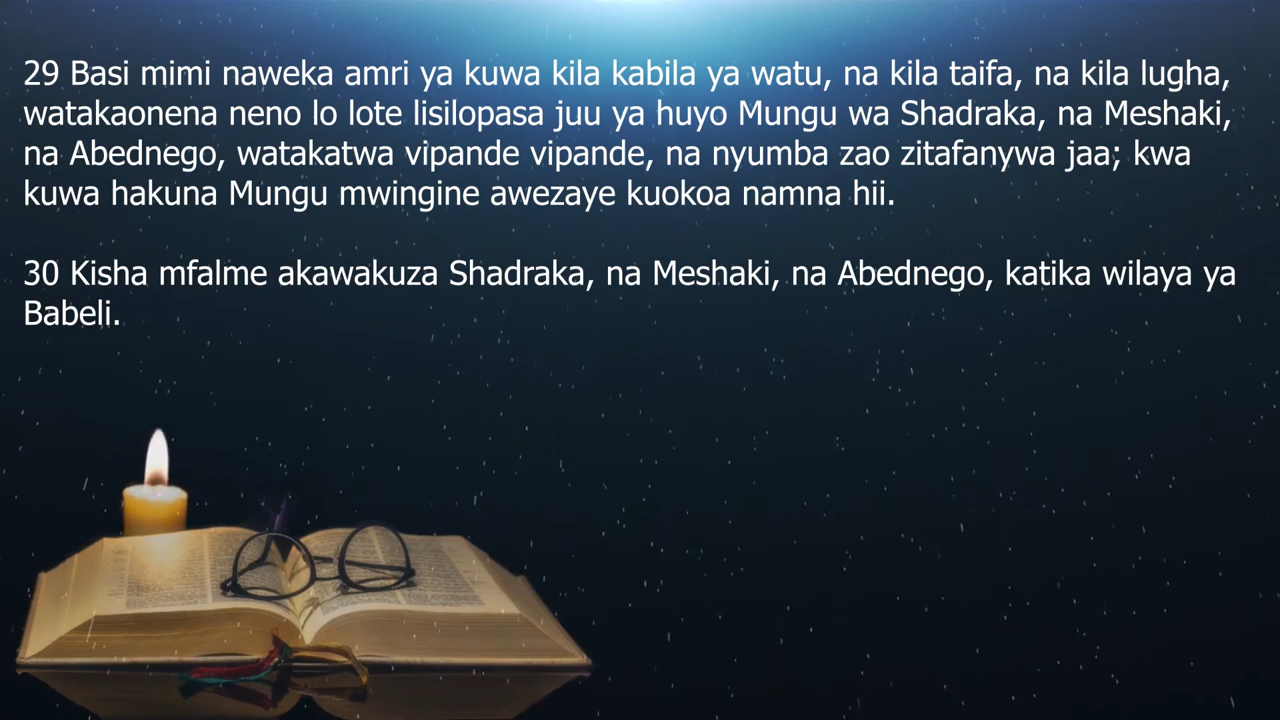 29 Basi mimi naweka amri ya kuwa kila kabila ya watu, na kila taifa, na kila lugha,
watakaonena neno lo lote lisilopasa juu ya huyo Mungu wa Shadraka, na Meshaki,
na Abednego, watakatwa vipande vipande, na nyumba zao zitafanywa jaa; kwa
kuwa hakuna Mungu mwingine awezaye kuokoa namna hii.
30 Kisha mfalme akawakuza Shadraka, na Meshaki, na Abednego, katika wilaya ya
Babeli.